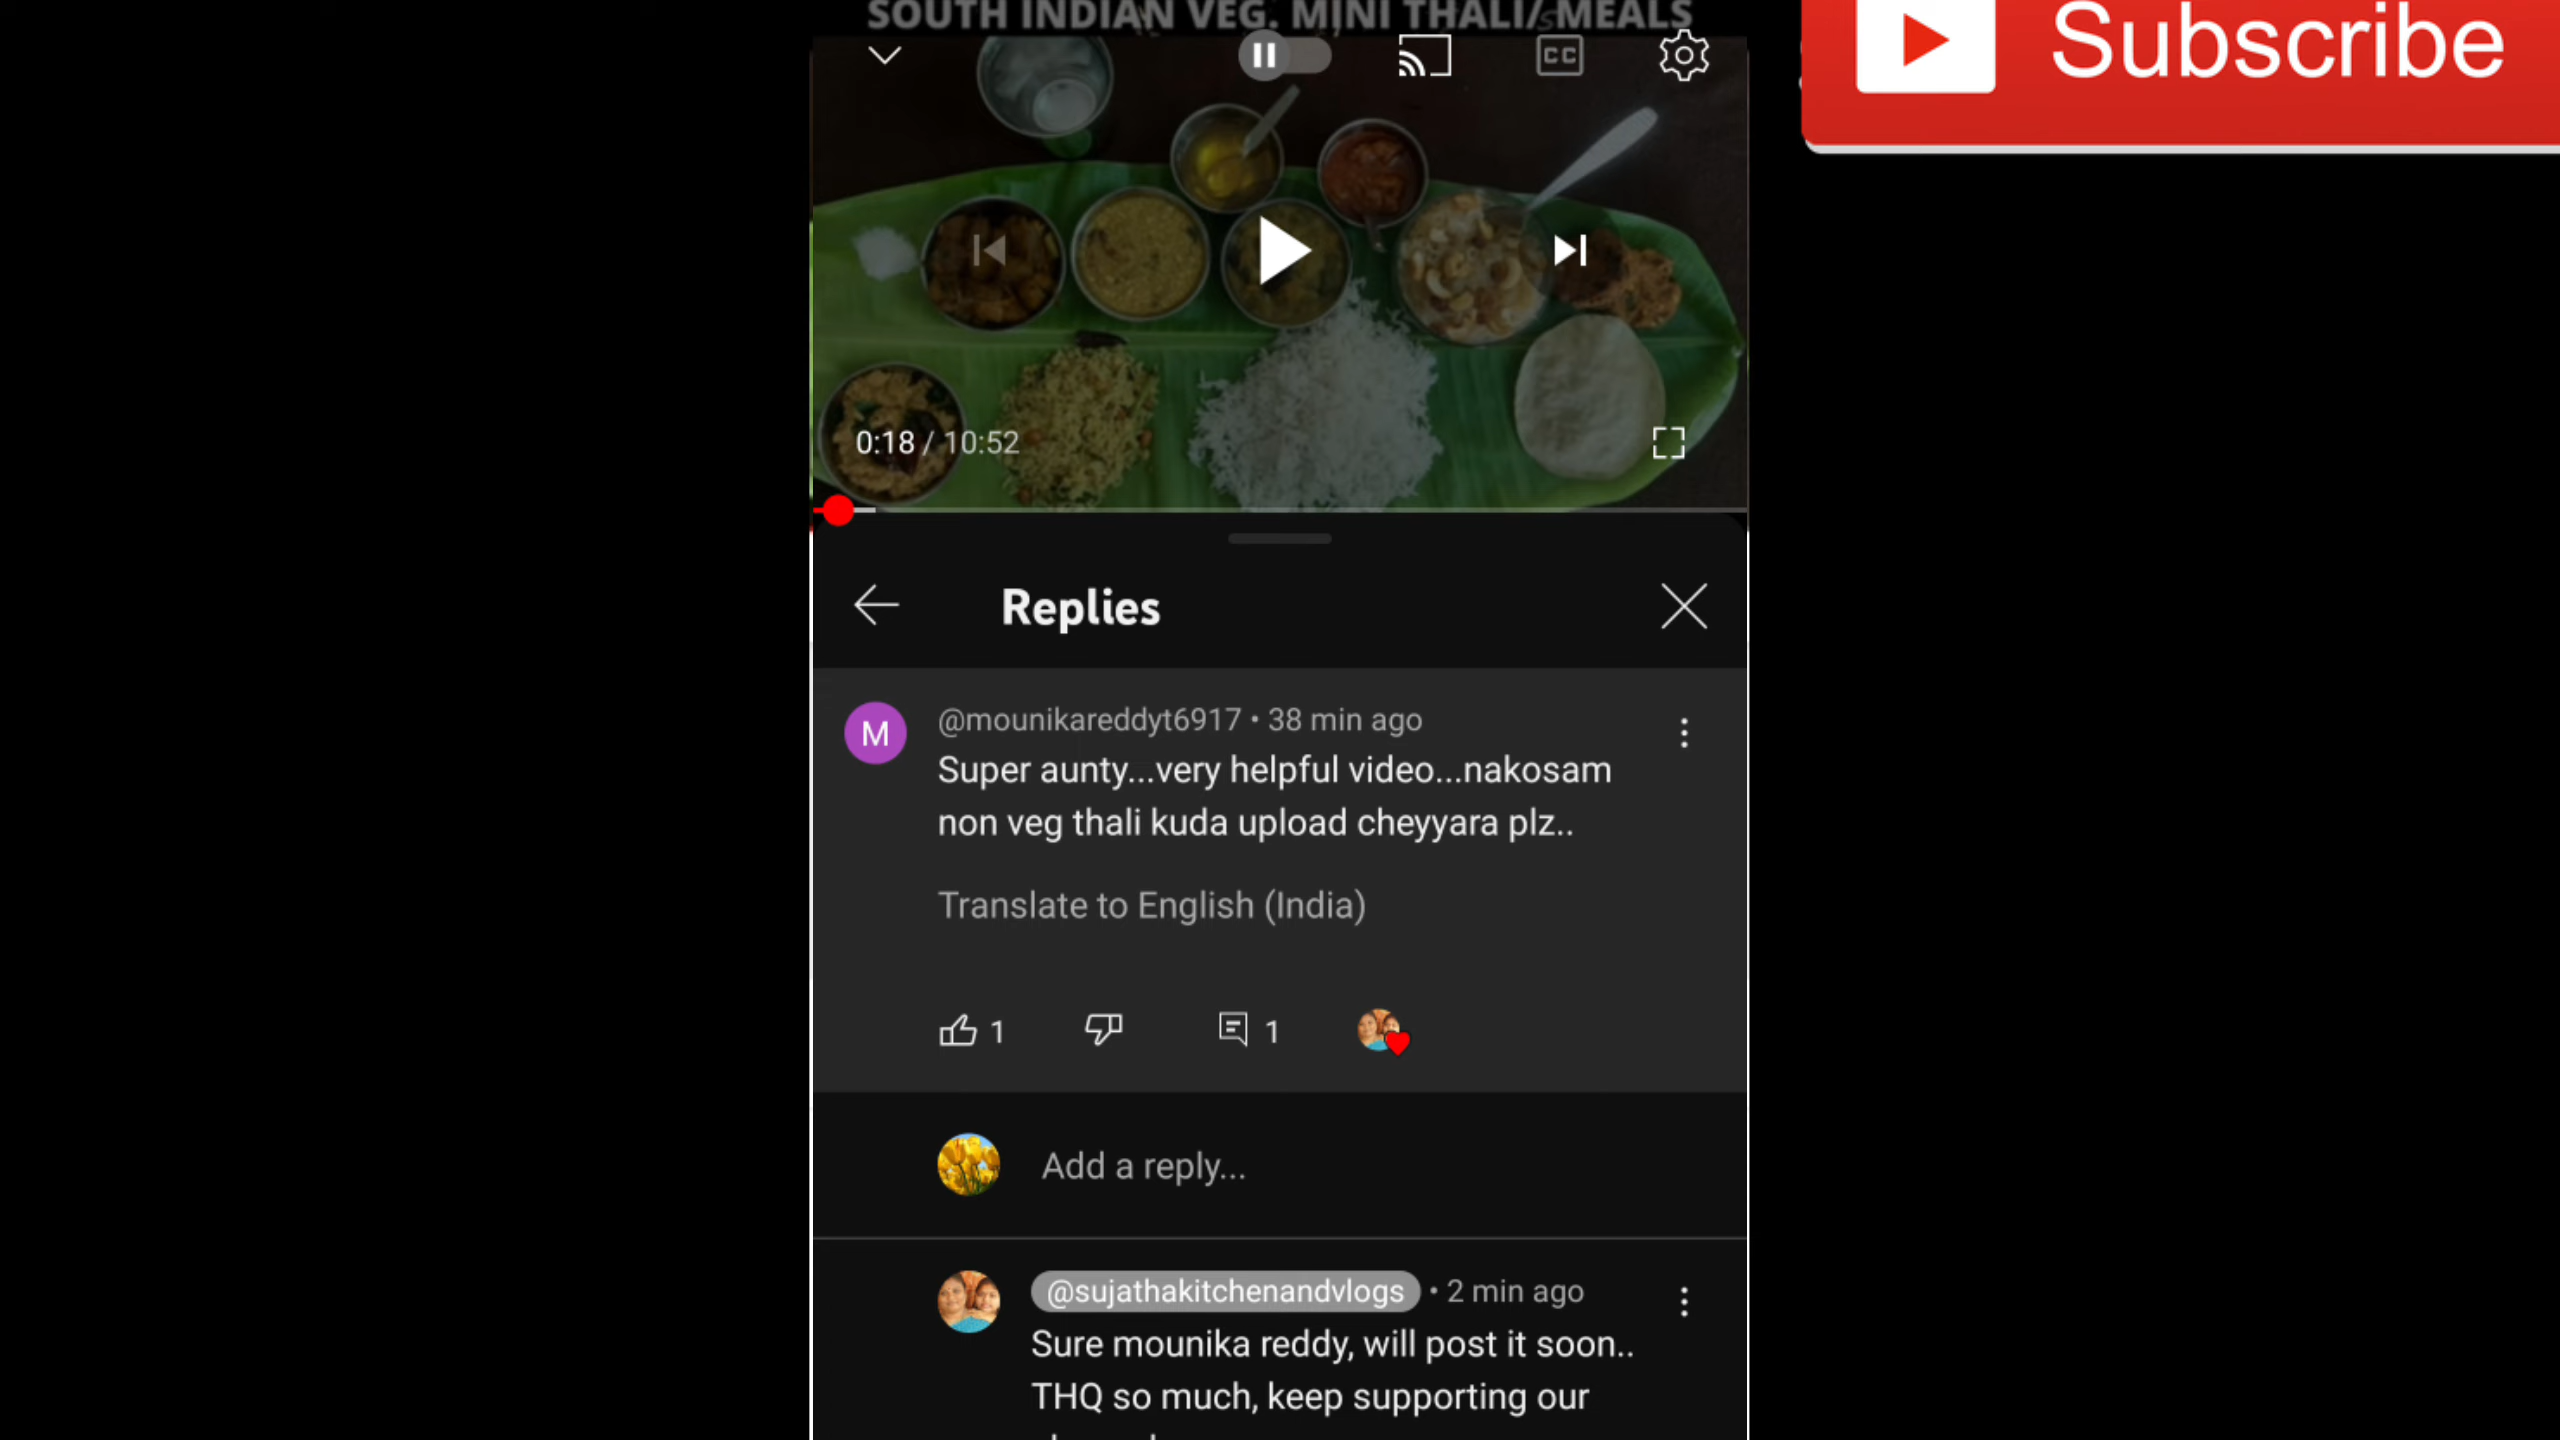 SOUTH INDIAN VEG. MINI THALI/ MEALS
Subscribe
CC
0:18 / 10:52
Replies
M
@mounikareddyt6917 • 38 min ago
Super aunty...very helpful video...nakosam
non veg thali kuda upload cheyyara plz..
Translate to English (India)
1
1
Add a reply...
@sujathakitchenandvlogs • 2 min ago
Sure mounika reddy, will post it soon..
THQ so much, keep supporting our